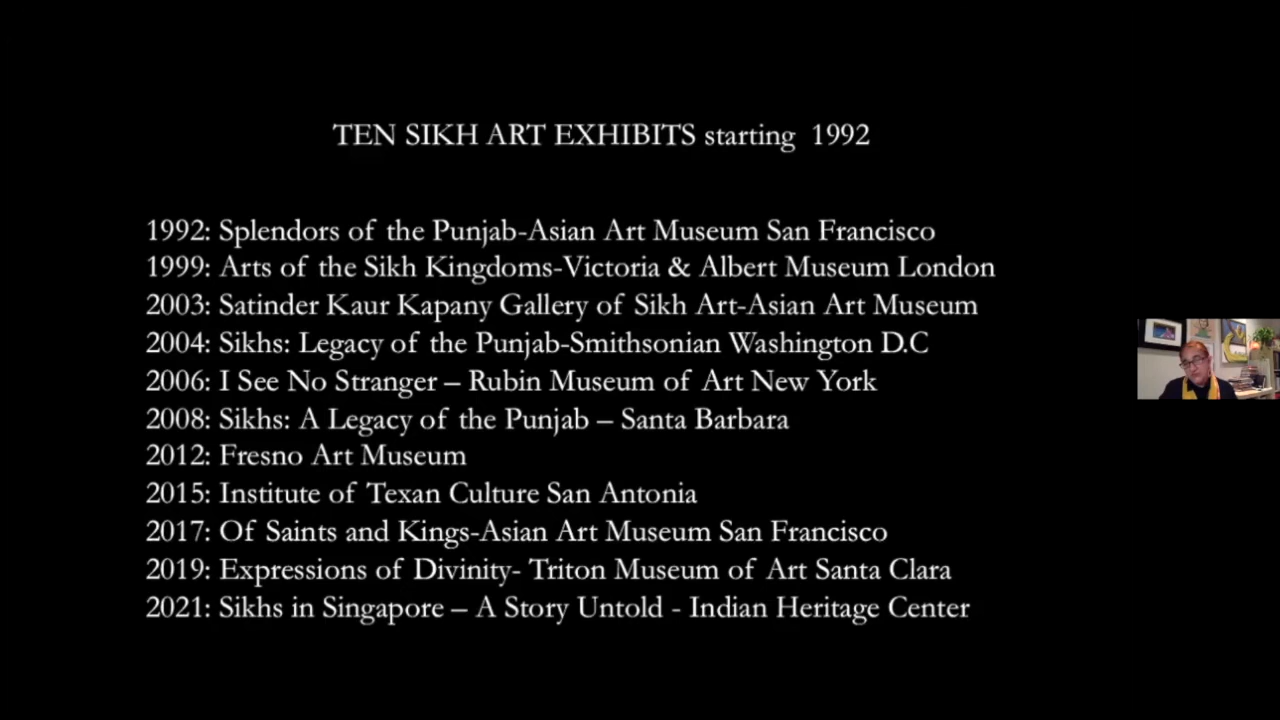 TEN SIKH ART EXHIBITS starting 1992
1992: Splendors of the Punjab-Asian Art Museum San Francisco
1999: Arts of the Sikh Kingdoms-Victoria & Albert Museum London
2003: Satinder Kaur Kapany Gallery of Sikh Art-Asian Art Museum
2004: Sikhs: Legacy of the Punjab-Smithsonian Washington D.C
2006: I See No Stranger – Rubin Museum of Art New York
2008: Sikhs: A Legacy of the Punjab – Santa Barbara
2012: Fresno Art Museum
2015: Institute of Texan Culture San Antonia
2017: Of Saints and Kings-Asian Art Museum San Francisco
2019: Expressions of Divinity- Triton Museum of Art Santa Clara
2021: Sikhs in Singapore – A Story Untold - Indian Heritage Center